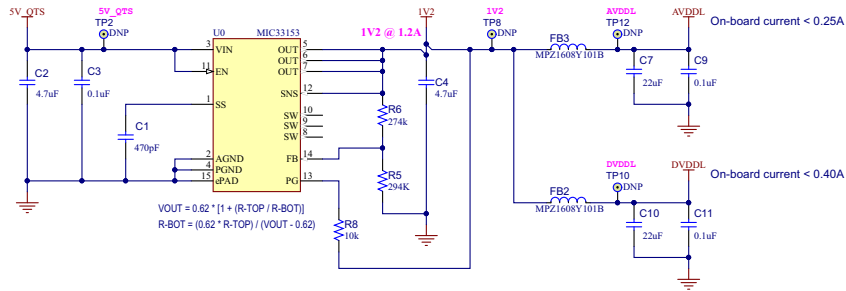 5V_QTS
5V_QTS
TP2
DNP
U0
MIC33153
1V2 @ 1.2A
1V2
1V2
TP8
DNP
AVDDL
TP12
DNP
AVDDL
On-board current < 0.25A
3 VIN
11 EN
1 SS
2 AGND
4 PGND
15 ePAD
OUT 5
OUT 6
OUT 7
SNS 12
SW 10
SW 9
SW 8
FB 14
PG 13
C2
4.7uF
C3
0.1uF
C1
470pF
C4
4.7uF
R6
274k
R5
294K
R8
10k
FB3
MPZ1608Y101B
C7
22uF
C9
0.1uF
DVDDL
TP10
DNP
DVDDL
On-board current < 0.40A
FB2
MPZ1608Y101B
C10
22uF
C11
0.1uF
VOUT = 0.62 * [1 + (R-TOP / R-BOT)]
R-BOT = (0.62 * R-TOP) / (VOUT - 0.62)